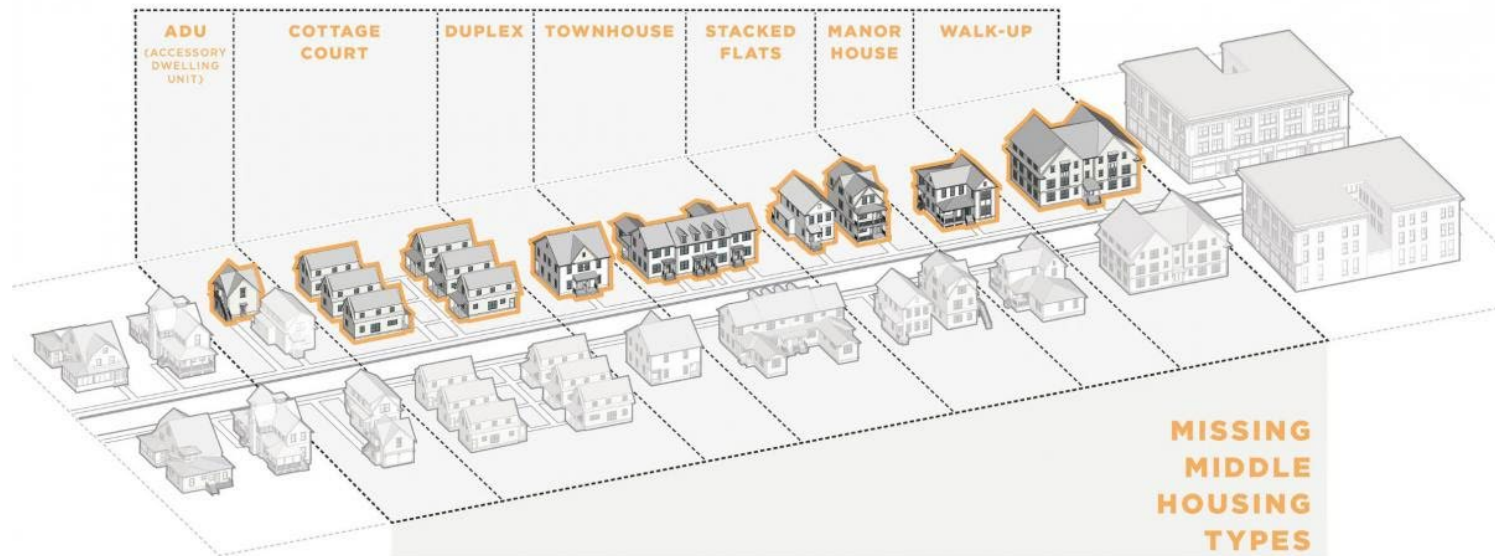 ADU
(ACCESSORY
DWELLING
UNIT)
COTTAGE
COURT
DUPLEX
TOWNHOUSE
STACKED
FLATS
MANOR
HOUSE
WALK-UP
MISSING
MIDDLE
HOUSING
TYPES